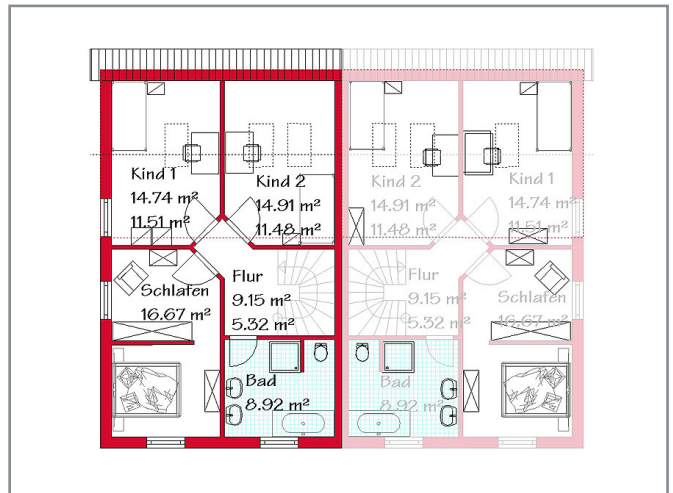 Kind 1
14.74 m²
11.51 m²
Kind 2
14.91 m²
11.48 m²
Schlafen
16.67 m²
Flur
9.15 m²
5.32 m²
Bad
8.92 m²
Kind 2
14.91 m²
11.48 m²
Kind 1
14.74 m²
11.51 m²
Flur
9.15 m²
5.32 m²
Schlafen
16.67 m²
Bad
8.92 m²